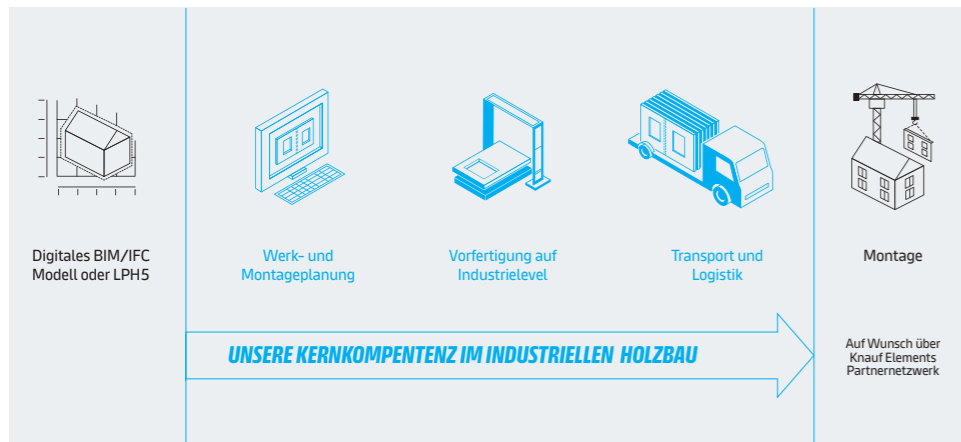 Digitales BIM/IFC
Modell oder LPH5
Werk- und
Montageplanung
Vorfertigung auf
Industrielevel
Transport und
Logistik
Montage
UNSERE KERNKOMPETENZ IM INDUSTRIELLEN HOLZBAU
Auf Wunsch über
Knauf Elements
Partnernetzwerk